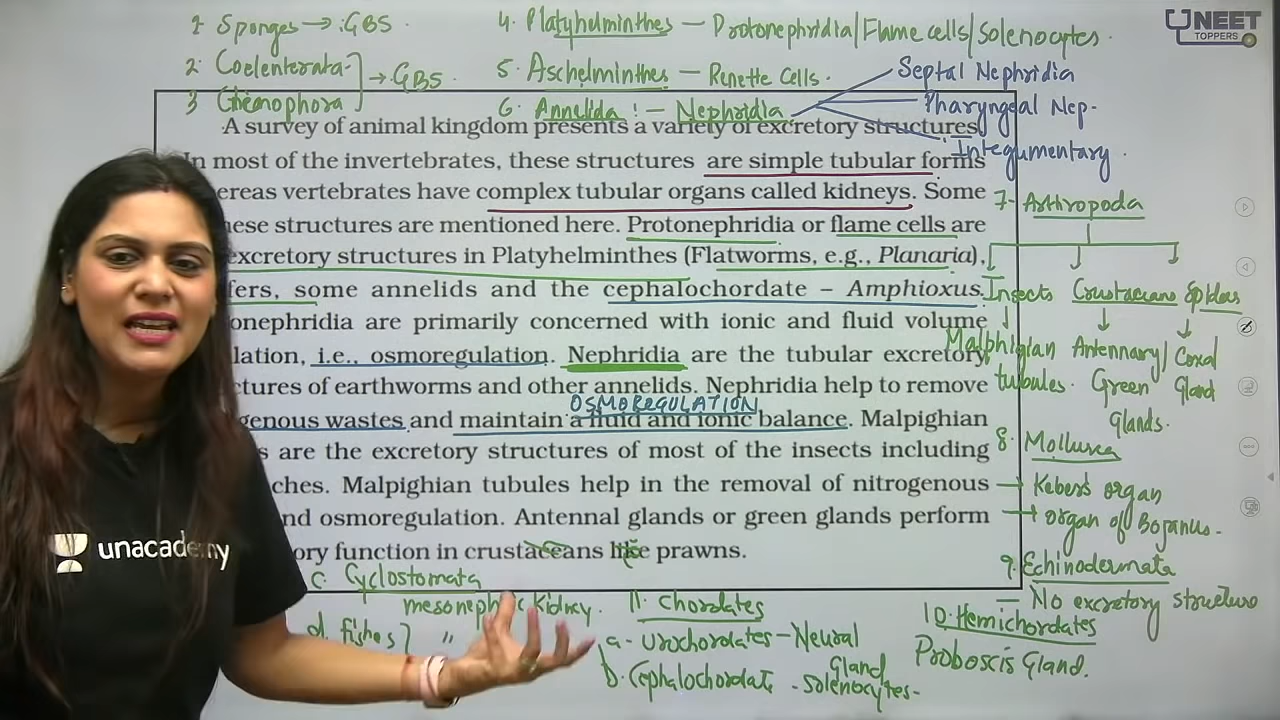 1. Sponges → GBS.
2. Coelenterata
3. Ctenophora
→ GBS.
4. Platyhelminthes — Protonephridia/Flame cells/Solenocytes.
5. Aschelminthes — Renette Cells.
6. Annelida :- Nephridia
Septal Nephridia
Pharyngeal Nep-
Integumentary.
UNEET
TOPPERS
A survey of animal kingdom presents a variety of excretory structures.
In most of the invertebrates, these structures are simple tubular forms
ereas vertebrates have complex tubular organs called kidneys. Some
ese structures are mentioned here. Protonephridia or flame cells are
excretory structures in Platyhelminthes (Flatworms, e.g., Planaria),
fers, some annelids and the cephalochordate – Amphioxus.
onephridia are primarily concerned with ionic and fluid volume
lation, i.e., osmoregulation. Nephridia are the tubular excretory
ctures of earthworms and other annelids. Nephridia help to remove
OSMOREGULATION
genous wastes and maintain a fluid and ionic balance. Malpighian
s are the excretory structures of most of the insects including
ches. Malpighian tubules help in the removal of nitrogenous
nd osmoregulation. Antennal glands or green glands perform
ory function in crustaceans like prawns.
7- Arthropoda
Insects Crustaceans Spiders
Malphigian tubules.
Antennary/ Green Glands.
Coxal Gland
8. Mollusca
→ Keber's organ
→ organ of Bojanus.
9. Echinodermata
— No excretory structure
10. Hemichordates
Proboscis Gland.
11. Chordates
a- Urochordates — Neural Gland
b. Cephalochordate - Solenocytes-
c. Cyclostomata
mesonephric Kidney.
d. fishes] "
unacademy